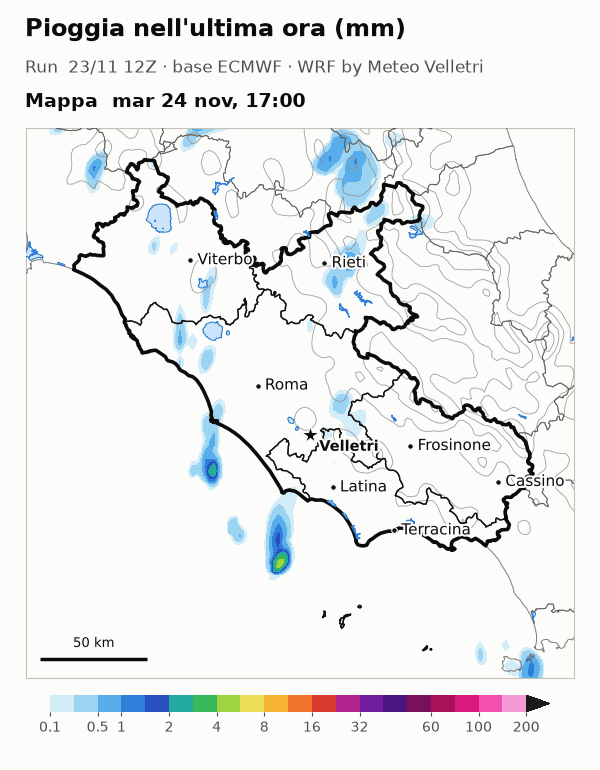 Pioggia nell'ultima ora (mm)
Run  23/11 12Z · base ECMWF · WRF by Meteo Velletri
Mappa  mar 24 nov, 17:00
Viterbo
Rieti
Roma
Velletri
Frosinone
Cassino
Latina
Terracina
50 km
0.1 0.5 1 2 4 8 16 32 60 100 200